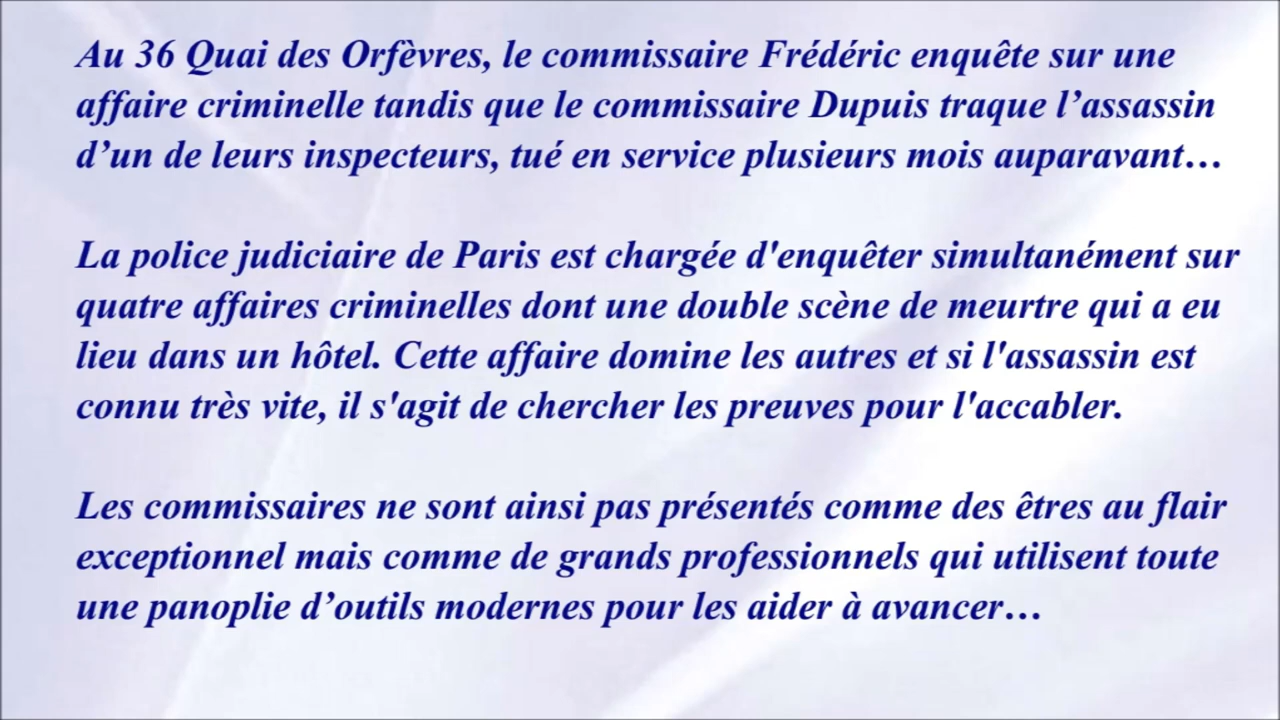 Au 36 Quai des Orfèvres, le commissaire Frédéric enquête sur une
affaire criminelle tandis que le commissaire Dupuis traque l’assassin
d’un de leurs inspecteurs, tué en service plusieurs mois auparavant…
La police judiciaire de Paris est chargée d'enquêter simultanément sur
quatre affaires criminelles dont une double scène de meurtre qui a eu
lieu dans un hôtel. Cette affaire domine les autres et si l'assassin est
connu très vite, il s'agit de chercher les preuves pour l'accabler.
Les commissaires ne sont ainsi pas présentés comme des êtres au flair
exceptionnel mais comme de grands professionnels qui utilisent toute
une panoplie d’outils modernes pour les aider à avancer…